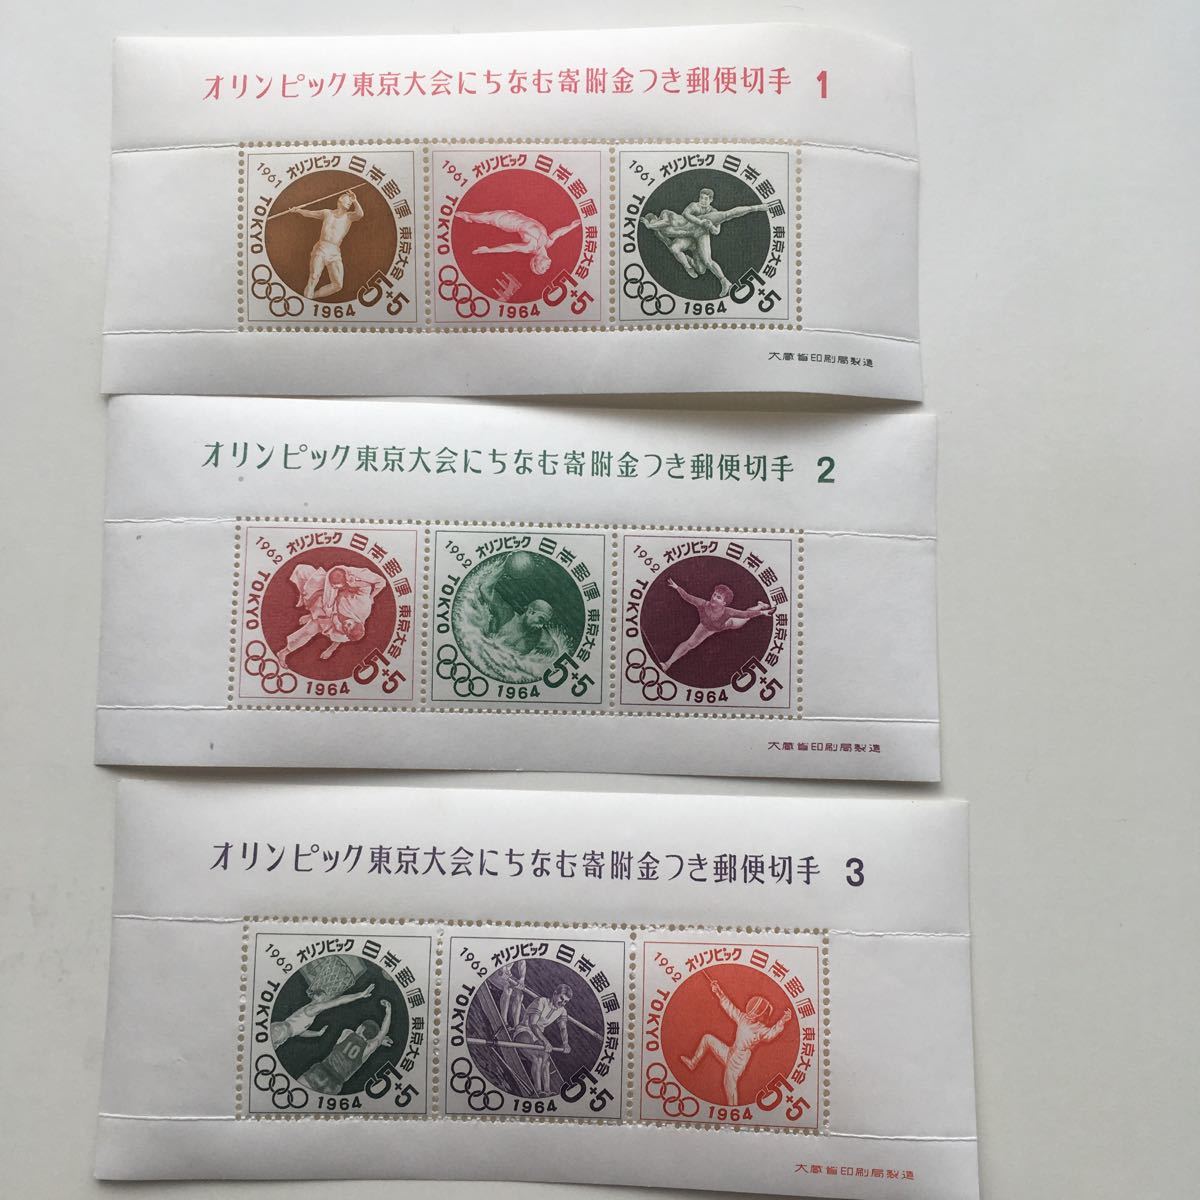 オリンピック東京大会にちなむ寄附金つき郵便切手 1
1961 オリンピック 日本郵便 東京大会
TOKYO
1964
5+5
1961 オリンピック 日本郵便 東京大会
TOKYO
1964
5+5
1961 オリンピック 日本郵便 東京大会
TOKYO
1964
5+5
大蔵省印刷局製造
オリンピック東京大会にちなむ寄附金つき郵便切手 2
1962 オリンピック 日本郵便 東京大会
TOKYO
1964
5+5
1962 オリンピック 日本郵便 東京大会
TOKYO
1964
5+5
1962 オリンピック 日本郵便 東京大会
TOKYO
1964
5+5
大蔵省印刷局製造
オリンピック東京大会にちなむ寄附金つき郵便切手 3
1962 オリンピック 日本郵便 東京大会
TOKYO
10
1964
5+5
1962 オリンピック 日本郵便 東京大会
TOKYO
1964
5+5
1962 オリンピック 日本郵便 東京大会
TOKYO
1964
5+5
大蔵省印刷局製造